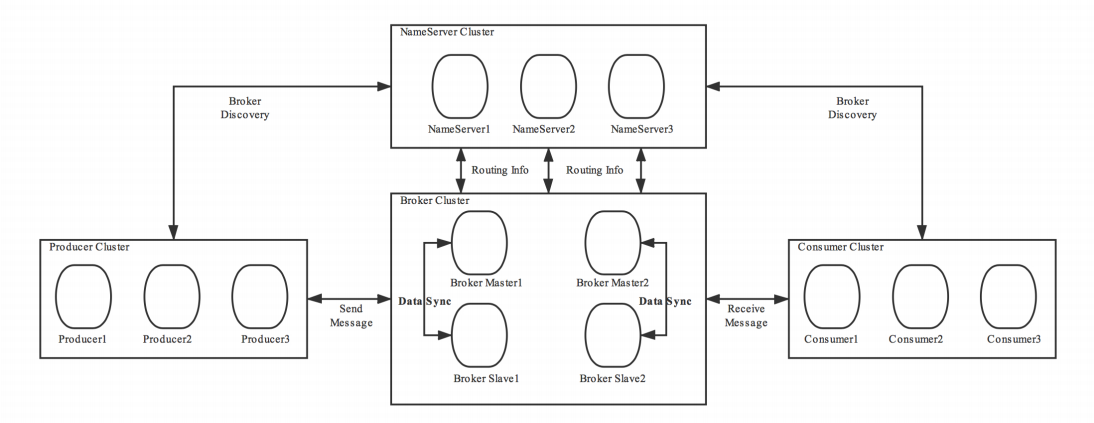 NameServer Cluster
NameServer1
NameServer2
NameServer3
Broker
Discovery
Broker
Discovery
Routing Info
Routing Info
Broker Cluster
Producer Cluster
Consumer Cluster
Broker Master1
Broker Master2
Data Sync
Data Sync
Send
Message
Receive
Message
Producer1
Producer2
Producer3
Consumer1
Consumer2
Consumer3
Broker Slave1
Broker Slave2